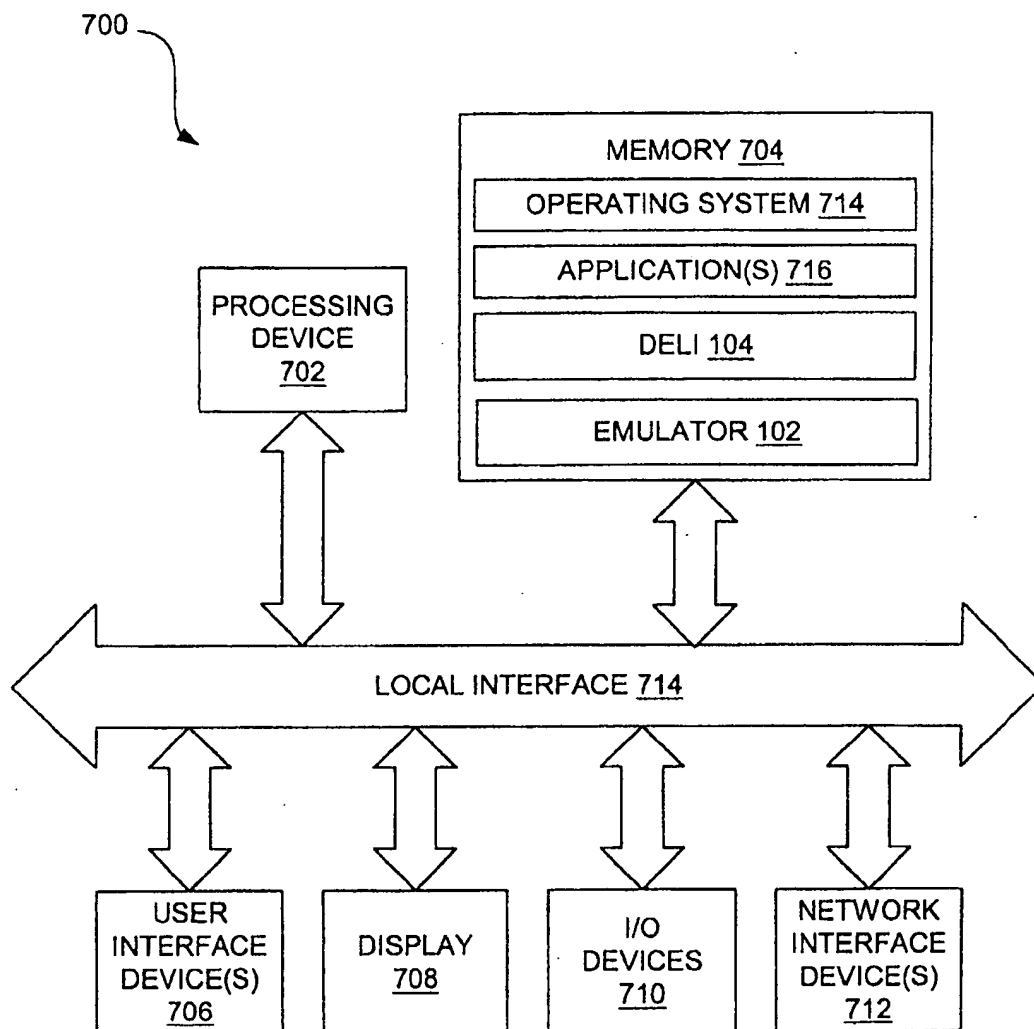 700
MEMORY 704
OPERATING SYSTEM 714
APPLICATION(S) 716
DELI 104
EMULATOR 102
PROCESSING
DEVICE
702
LOCAL INTERFACE 714
USER
INTERFACE
DEVICE(S)
706
DISPLAY
708
I/O
DEVICES
710
NETWORK
INTERFACE
DEVICE(S)
712